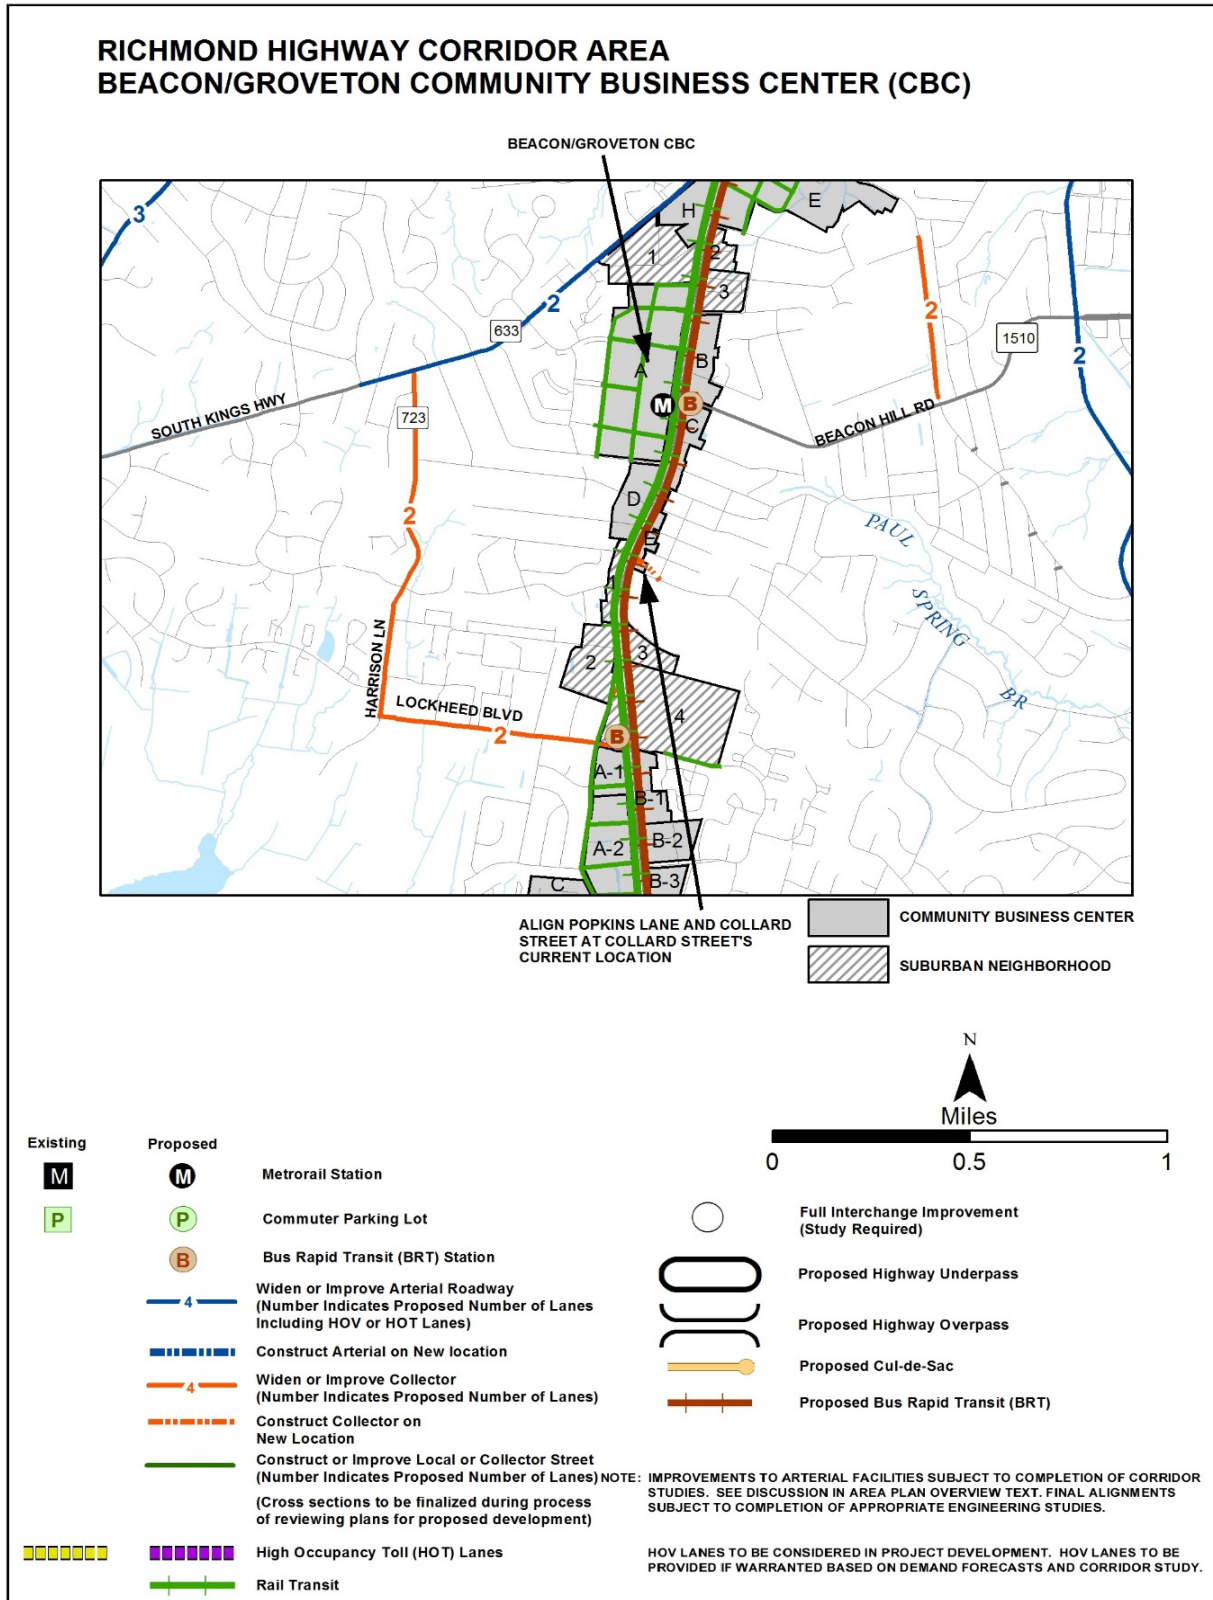 RICHMOND HIGHWAY CORRIDOR AREA
BEACON/GROVETON COMMUNITY BUSINESS CENTER (CBC)
BEACON/GROVETON CBC
3
H
E
1
2
3
2
2
633
1510
2
A
B
M
B
C
SOUTH KINGS HWY
723
BEACON HILL RD
D
2
PAUL
E
1
SPRING
HARRISON LN
2
3
BR
LOCKHEED BLVD
4
2
B
A-1
B-1
A-2
B-2
C
B-3
ALIGN POPKINS LANE AND COLLARD
STREET AT COLLARD STREET'S
CURRENT LOCATION
COMMUNITY BUSINESS CENTER
SUBURBAN NEIGHBORHOOD
N
Miles
0 0.5 1
Existing Proposed
M M Metrorail Station
P P Commuter Parking Lot
B Bus Rapid Transit (BRT) Station
4 Widen or Improve Arterial Roadway
(Number Indicates Proposed Number of Lanes
Including HOV or HOT Lanes)
Construct Arterial on New location
4 Widen or Improve Collector
(Number Indicates Proposed Number of Lanes)
Construct Collector on
New Location
Construct or Improve Local or Collector Street
(Number Indicates Proposed Number of Lanes)
(Cross sections to be finalized during process
of reviewing plans for proposed development)
High Occupancy Toll (HOT) Lanes
Rail Transit
Full Interchange Improvement
(Study Required)
Proposed Highway Underpass
Proposed Highway Overpass
Proposed Cul-de-Sac
Proposed Bus Rapid Transit (BRT)
NOTE: IMPROVEMENTS TO ARTERIAL FACILITIES SUBJECT TO COMPLETION OF CORRIDOR
STUDIES. SEE DISCUSSION IN AREA PLAN OVERVIEW TEXT. FINAL ALIGNMENTS
SUBJECT TO COMPLETION OF APPROPRIATE ENGINEERING STUDIES.
HOV LANES TO BE CONSIDERED IN PROJECT DEVELOPMENT. HOV LANES TO BE
PROVIDED IF WARRANTED BASED ON DEMAND FORECASTS AND CORRIDOR STUDY.